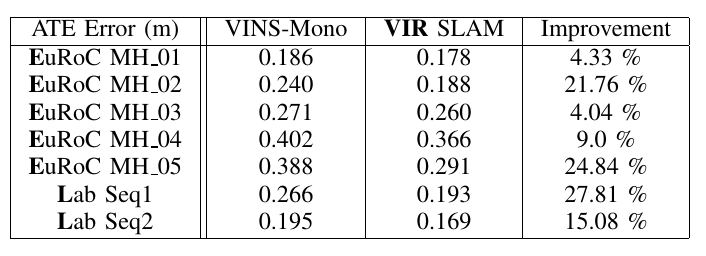 ATE Error (m) VINS-Mono VIR SLAM Improvement
EuRoC MH_01 0.186 0.178 4.33 %
EuRoC MH_02 0.240 0.188 21.76 %
EuRoC MH_03 0.271 0.260 4.04 %
EuRoC MH_04 0.402 0.366 9.0 %
EuRoC MH_05 0.388 0.291 24.84 %
Lab Seq1 0.266 0.193 27.81 %
Lab Seq2 0.195 0.169 15.08 %